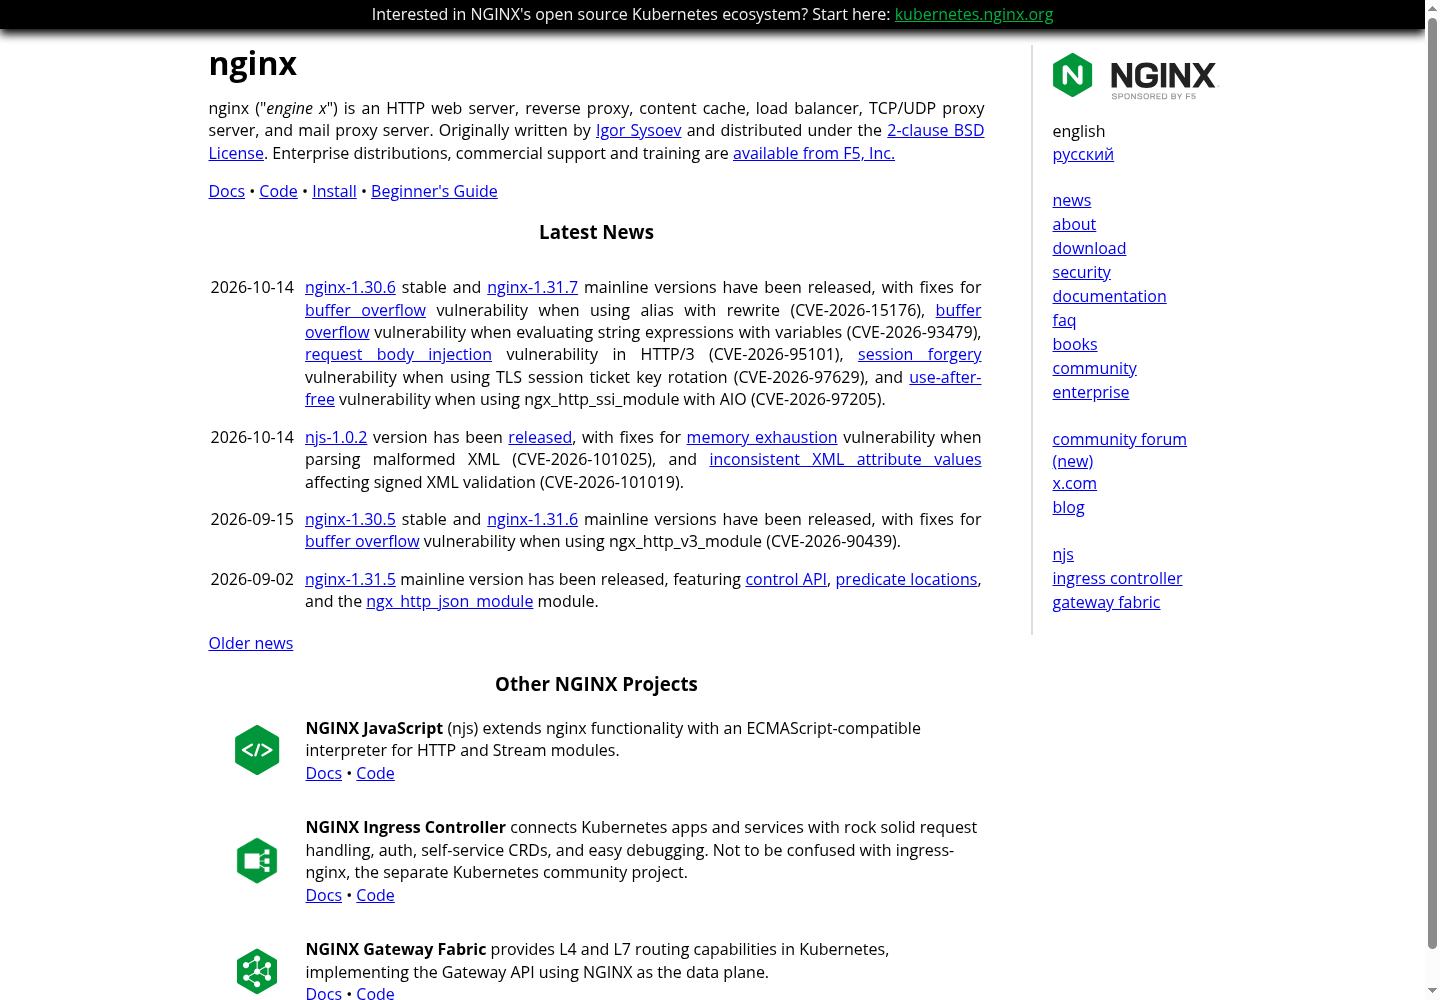 Interested in NGINX's open source Kubernetes ecosystem? Start here: kubernetes.nginx.org
nginx
nginx ("engine x") is an HTTP web server, reverse proxy, content cache, load balancer, TCP/UDP proxy
server, and mail proxy server. Originally written by Igor Sysoev and distributed under the 2-clause BSD
License. Enterprise distributions, commercial support and training are available from F5, Inc.
Docs • Code • Install • Beginner's Guide
Latest News
2026-10-14 nginx-1.30.6 stable and nginx-1.31.7 mainline versions have been released, with fixes for
buffer overflow vulnerability when using alias with rewrite (CVE-2026-15176), buffer
overflow vulnerability when evaluating string expressions with variables (CVE-2026-93479),
request body injection vulnerability in HTTP/3 (CVE-2026-95101), session forgery
vulnerability when using TLS session ticket key rotation (CVE-2026-97629), and use-after-
free vulnerability when using ngx_http_ssi_module with AIO (CVE-2026-97205).
2026-10-14 njs-1.0.2 version has been released, with fixes for memory exhaustion vulnerability when
parsing malformed XML (CVE-2026-101025), and inconsistent XML attribute values
affecting signed XML validation (CVE-2026-101019).
2026-09-15 nginx-1.30.5 stable and nginx-1.31.6 mainline versions have been released, with fixes for
buffer overflow vulnerability when using ngx_http_v3_module (CVE-2026-90439).
2026-09-02 nginx-1.31.5 mainline version has been released, featuring control API, predicate locations,
and the ngx_http_json_module module.
Older news
Other NGINX Projects
NGINX JavaScript (njs) extends nginx functionality with an ECMAScript-compatible
interpreter for HTTP and Stream modules.
Docs • Code
NGINX Ingress Controller connects Kubernetes apps and services with rock solid request
handling, auth, self-service CRDs, and easy debugging. Not to be confused with ingress-
nginx, the separate Kubernetes community project.
Docs • Code
NGINX Gateway Fabric provides L4 and L7 routing capabilities in Kubernetes,
implementing the Gateway API using NGINX as the data plane.
Docs • Code
N NGINX
SPONSORED BY F5
english
русский
news
about
download
security
documentation
faq
books
community
enterprise
community forum
(new)
x.com
blog
njs
ingress controller
gateway fabric